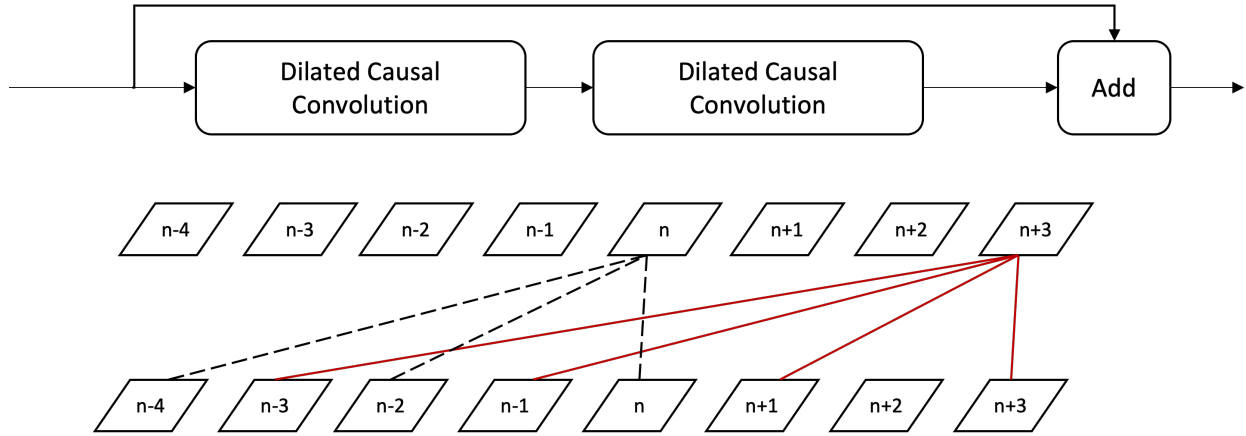 Dilated Causal
Convolution
Dilated Causal
Convolution
Add
n-4 n-3 n-2 n-1 n n+1 n+2 n+3
n-4 n-3 n-2 n-1 n n+1 n+2 n+3